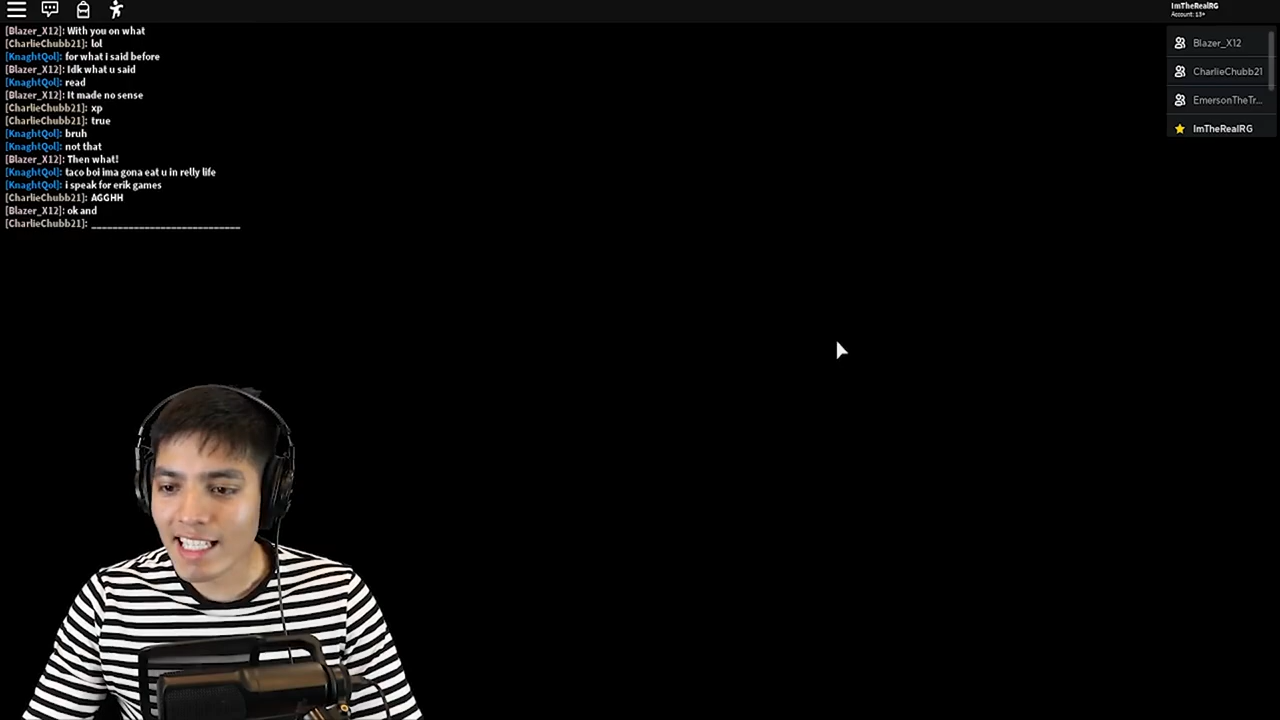 ImTheRealRG
Account: 13+
[Blazer_X12]: With you on what
[CharlieChubb21]: lol
[KnaghtQol]: for what i said before
[Blazer_X12]: Idk what u said
[KnaghtQol]: read
[Blazer_X12]: It made no sense
[CharlieChubb21]: xp
[CharlieChubb21]: true
[KnaghtQol]: bruh
[KnaghtQol]: not that
[Blazer_X12]: Then what!
[KnaghtQol]: taco boi ima gona eat u in relly life
[KnaghtQol]: i speak for erik games
[CharlieChubb21]: AGGHH
[Blazer_X12]: ok and
[CharlieChubb21]: ____________________________
Blazer_X12
CharlieChubb21
EmersonTheTr...
ImTheRealRG